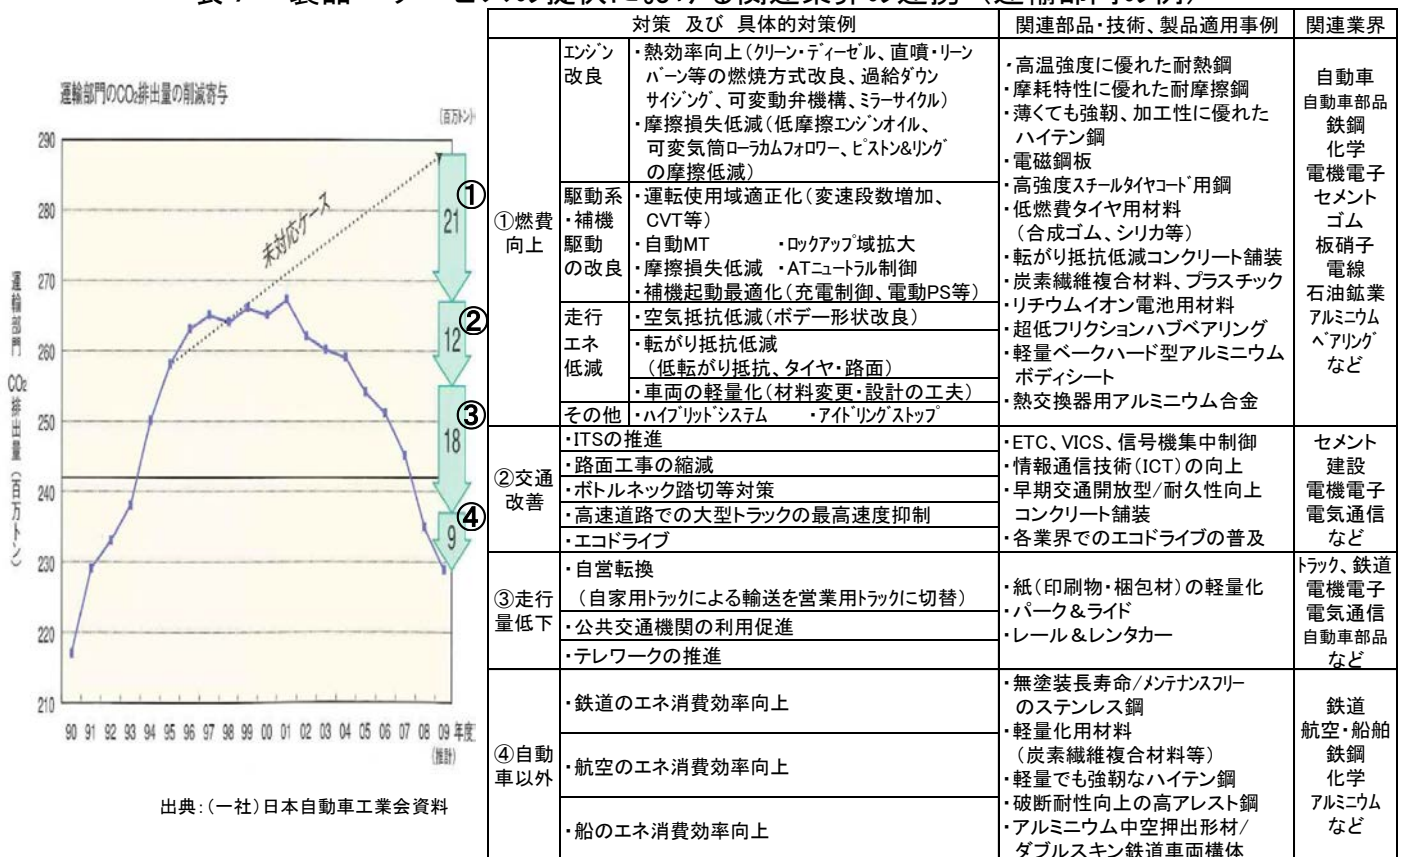 表７　製品・サービスの提供における関連業界の連携（運輸部門の例）
運輸部門のCO₂排出量の削減寄与
(百万トン)
290
280
270
260
250
240
230
220
210
運輸部門 CO₂排出量（百万トン）
未対応ケース
①
21
②
12
③
18
④
9
90 91 92 93 94 95 96 97 98 99 00 01 02 03 04 05 06 07 08 09 年度
(推計)
出典：（一社）日本自動車工業会資料
対策 及び 具体的対策例
関連部品・技術、製品適用事例
関連業界
①燃費
向上
エンジン
改良
・熱効率向上（クリーン・ディーゼル、直噴・リーン
バーン等の燃焼方式改良、過給ダウン
サイジング、可変動弁機構、ミラーサイクル）
・摩擦損失低減（低摩擦エンジンオイル、
可変気筒ローラカムフォロワー、ピストン&リング
の摩擦低減）
駆動系
・補機
駆動
の改良
・運転使用域適正化（変速段数増加、
CVT等）
・自動MT ・ロックアップ域拡大
・摩擦損失低減 ・ATニュートラル制御
・補機起動最適化（充電制御、電動PS等）
走行
エネ
低減
・空気抵抗低減（ボデー形状改良）
・転がり抵抗低減
（低転がり抵抗、タイヤ・路面）
・車両の軽量化（材料変更・設計の工夫）
その他
・ハイブリッドシステム ・アイドリングストップ
・高温強度に優れた耐熱鋼
・摩耗特性に優れた耐摩擦鋼
・薄くても強靭、加工性に優れた
ハイテン鋼
・電磁鋼板
・高強度スチールタイヤコード用鋼
・低燃費タイヤ用材料
（合成ゴム、シリカ等）
・転がり抵抗低減コンクリート舗装
・炭素繊維複合材料、プラスチック
・リチウムイオン電池用材料
・超低フリクションハブベアリング
・軽量ベークハード型アルミニウム
ボディシート
・熱交換器用アルミニウム合金
自動車
自動車部品
鉄鋼
化学
電機電子
セメント
ゴム
板硝子
電線
石油鉱業
アルミニウム
ベアリング
など
②交通
改善
・ITSの推進
・路面工事の縮減
・ボトルネック踏切等対策
・高速道路での大型トラックの最高速度抑制
・エコドライブ
・ETC、VICS、信号機集中制御
・情報通信技術（ICT）の向上
・早期交通開放型/耐久性向上
コンクリート舗装
・各業界でのエコドライブの普及
セメント
建設
電機電子
電気通信
など
③走行
量低下
・自営転換
（自家用トラックによる輸送を営業用トラックに切替）
・公共交通機関の利用促進
・テレワークの推進
・紙（印刷物・梱包材）の軽量化
・パーク＆ライド
・レール＆レンタカー
トラック、鉄道
電機電子
電気通信
自動車部品
など
④自動
車以外
・鉄道のエネ消費効率向上
・航空のエネ消費効率向上
・船のエネ消費効率向上
・無塗装長寿命/メンテナンスフリー
のステンレス鋼
・軽量化用材料
（炭素繊維複合材料等）
・軽量でも強靭なハイテン鋼
・破断耐性向上の高アレスト鋼
・アルミニウム中空押出形材/
ダブルスキン鉄道車両構体
鉄道
航空・船舶
鉄鋼
化学
アルミニウム
など